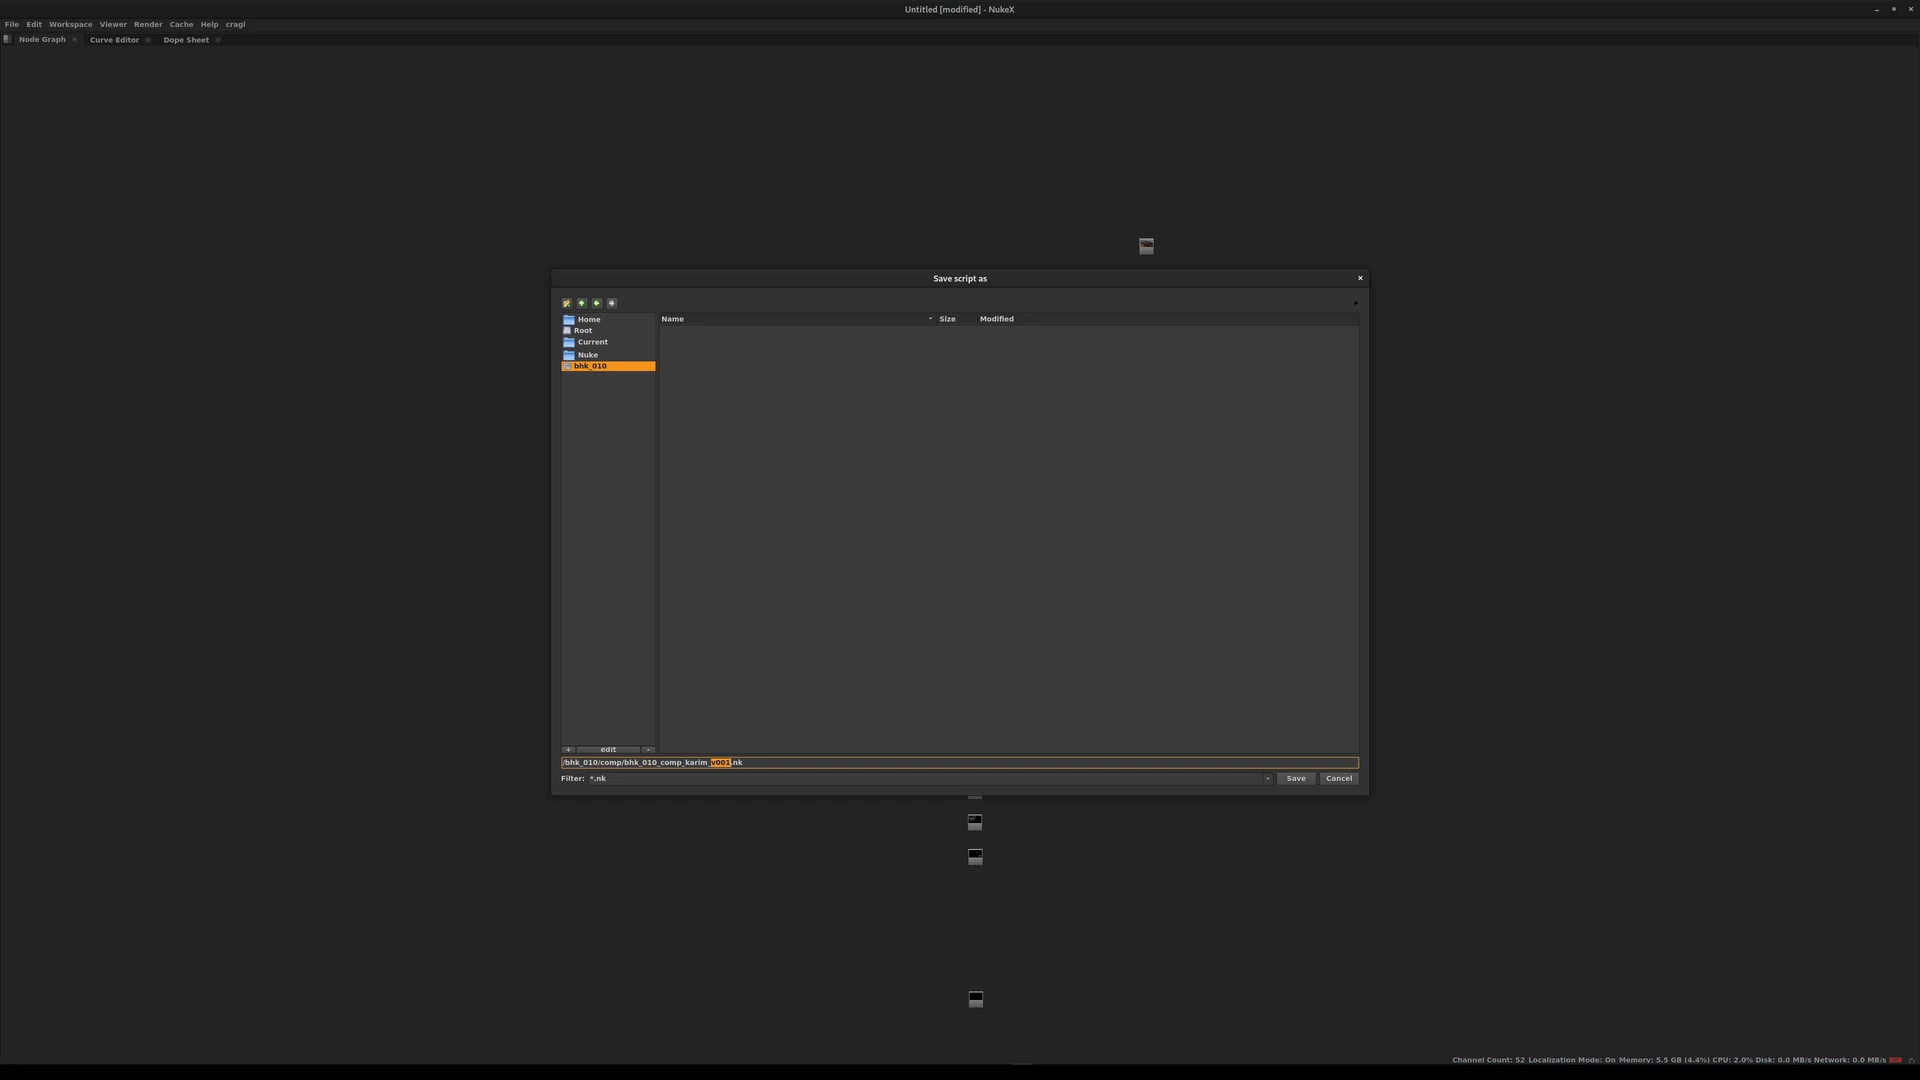 Untitled [modified] - NukeX
File Edit Workspace Viewer Render Cache Help cragl
Node Graph Curve Editor Dope Sheet
Save script as
Home
Root
Current
Nuke
bhk_010
Name Size Modified
+ edit -
/bhk_010/comp/bhk_010_comp_karim_v001.nk
Filter: *.nk Save Cancel
Channel Count: 52 Localization Mode: On Memory: 5.5 GB (4.4%) CPU: 2.0% Disk: 0.0 MB/s Network: 0.0 MB/s